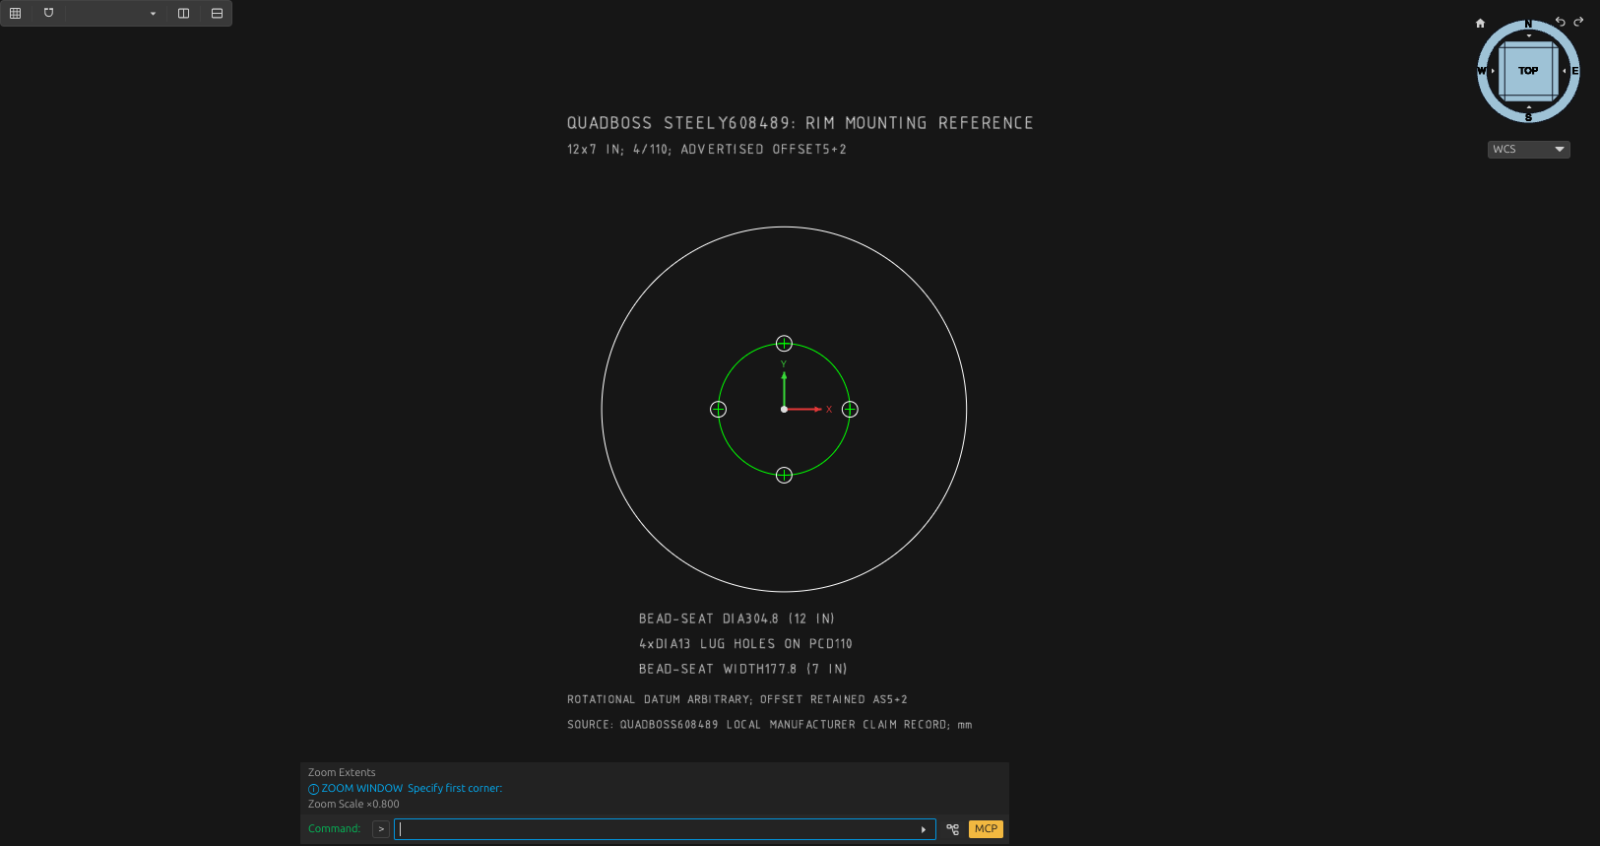 N
W
TOP
E
S
WCS
QUADBOSS STEELY608489: RIM MOUNTING REFERENCE
12x7 IN; 4/110; ADVERTISED OFFSET5+2
Y
X
BEAD-SEAT DIA304.8 (12 IN)
4xDIA13 LUG HOLES ON PCD110
BEAD-SEAT WIDTH177.8 (7 IN)
ROTATIONAL DATUM ARBITRARY; OFFSET RETAINED AS5+2
SOURCE: QUADBOSS608489 LOCAL MANUFACTURER CLAIM RECORD; mm
Zoom Extents
ZOOM WINDOW Specify first corner:
Zoom Scale ×0.800
Command: >
MCP